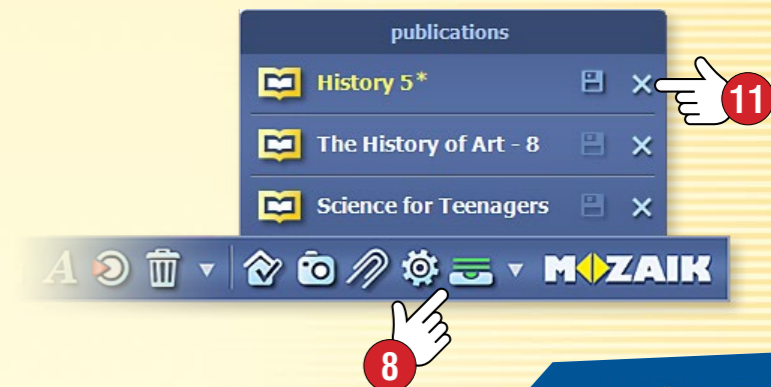 publications
History 5*
11
The History of Art - 8
Science for Teenagers
A
MOZAIK
8